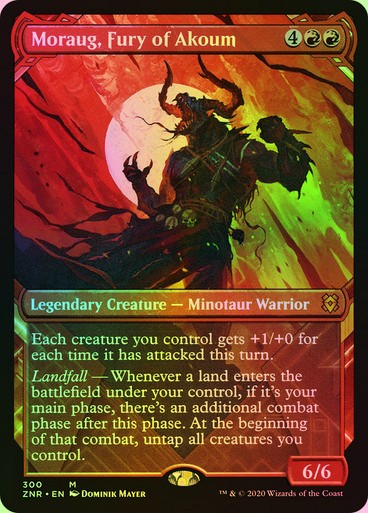 Moraug, Fury of Akoum 4
Legendary Creature — Minotaur Warrior
Each creature you control gets +1/+0 for
each time it has attacked this turn.
Landfall — Whenever a land enters the
battlefield under your control, if it's your
main phase, there's an additional combat
phase after this phase. At the beginning
of that combat, untap all creatures you
control.
6/6
300 M
ZNR • EN Dominik Mayer
™ & © 2020 Wizards of the Coast